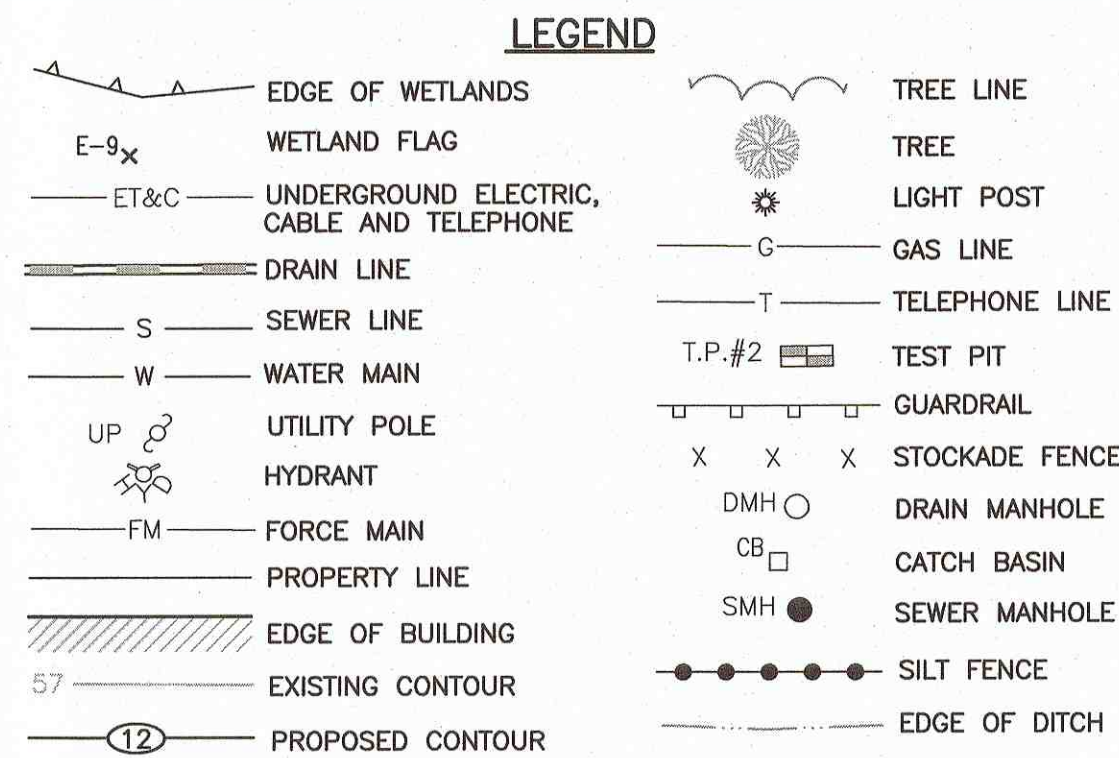 LEGEND
EDGE OF WETLANDS
E-9x WETLAND FLAG
ET&C UNDERGROUND ELECTRIC,
CABLE AND TELEPHONE
DRAIN LINE
S SEWER LINE
W WATER MAIN
UP UTILITY POLE
HYDRANT
FM FORCE MAIN
PROPERTY LINE
EDGE OF BUILDING
57 EXISTING CONTOUR
12 PROPOSED CONTOUR
TREE LINE
TREE
LIGHT POST
G GAS LINE
T TELEPHONE LINE
T.P.#2 TEST PIT
GUARDRAIL
X X X STOCKADE FENCE
DMH DRAIN MANHOLE
CB CATCH BASIN
SMH SEWER MANHOLE
SILT FENCE
EDGE OF DITCH